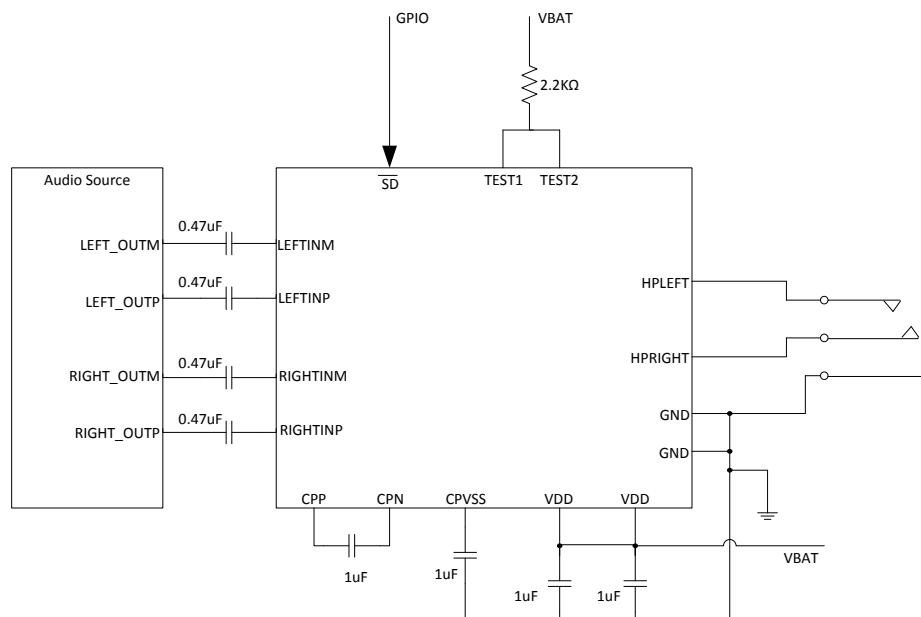 GPIO
VBAT
2.2KΩ
Audio Source
SD
TEST1
TEST2
0.47uF
LEFT_OUTM
LEFTINM
0.47uF
LEFT_OUTP
LEFTINP
HPLEFT
0.47uF
HPRIGHT
RIGHT_OUTM
RIGHTINM
0.47uF
GND
RIGHT_OUTP
RIGHTINP
GND
CPP
CPN
CPVSS
VDD
VDD
VBAT
1uF
1uF
1uF
1uF